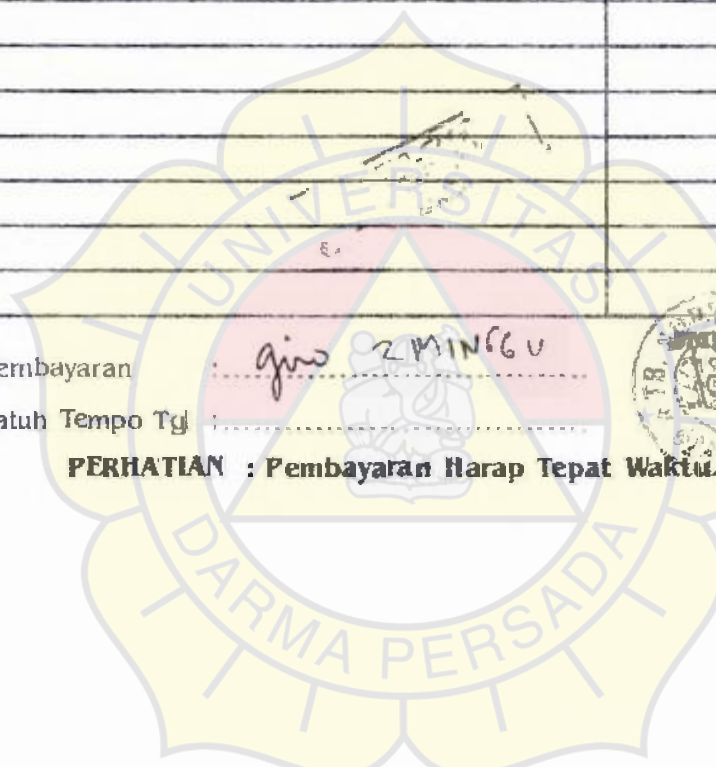 UNIVERSITAS
embayaran : giro 2 MINGGU
atuh Tempo Tgl :
PERHATIAN : Pembayaran Harap Tepat Waktu.
DARMA PERSADA